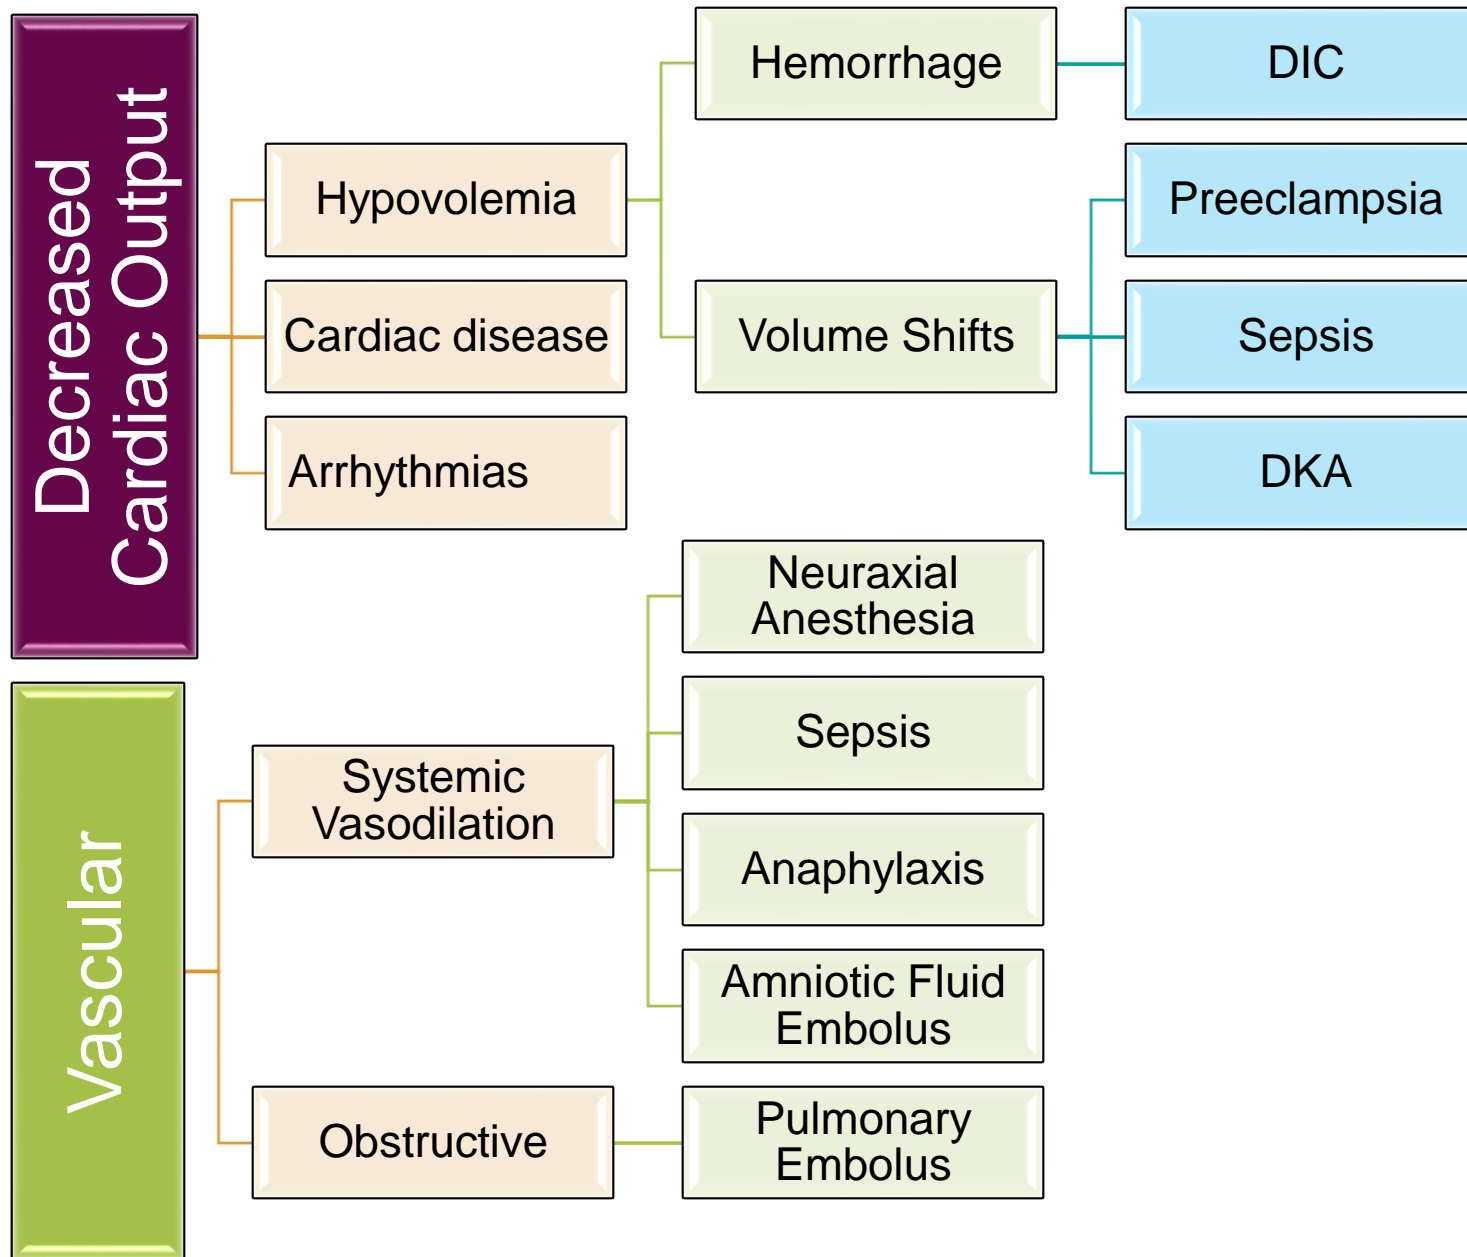 Decreased
Cardiac Output
Hypovolemia
Cardiac disease
Arrhythmias
Hemorrhage
Volume Shifts
DIC
Preeclampsia
Sepsis
DKA
Vascular
Systemic
Vasodilation
Obstructive
Neuraxial
Anesthesia
Sepsis
Anaphylaxis
Amniotic Fluid
Embolus
Pulmonary
Embolus